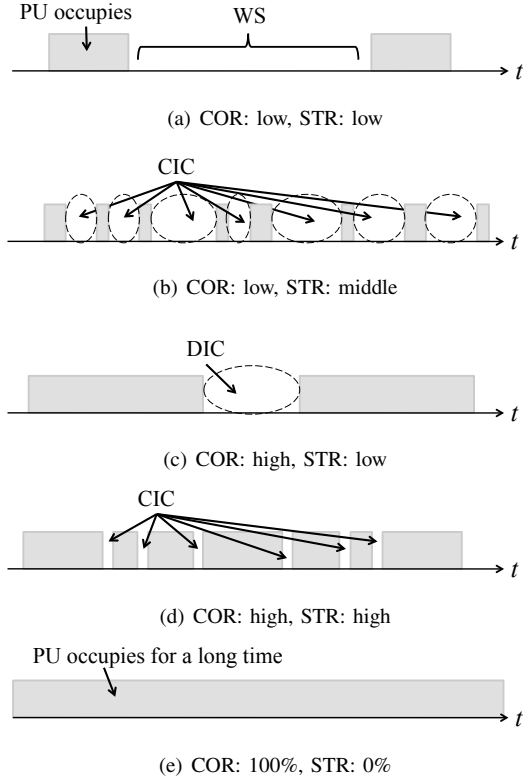 PU occupies
WS
t
(a) COR: low, STR: low
CIC
t
(b) COR: low, STR: middle
DIC
t
(c) COR: high, STR: low
CIC
t
(d) COR: high, STR: high
PU occupies for a long time
t
(e) COR: 100%, STR: 0%